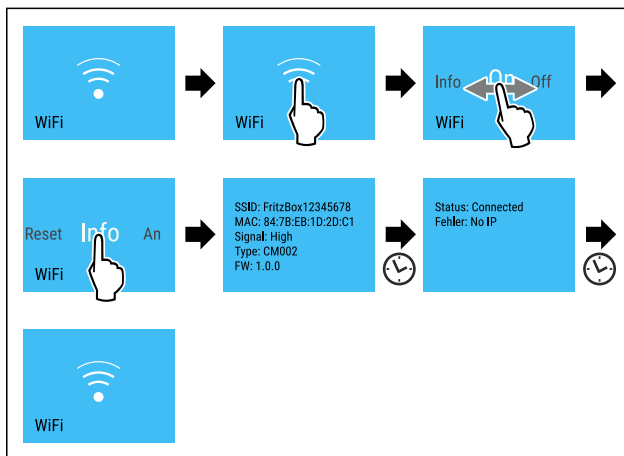 WiFi
WiFi
Info On Off
WiFi
Reset Info An
WiFi
SSID: FritzBox12345678
MAC: 84:7B:EB:1D:2D:C1
Signal: High
Type: CM002
FW: 1.0.0
Status: Connected
Fehler: No IP
WiFi